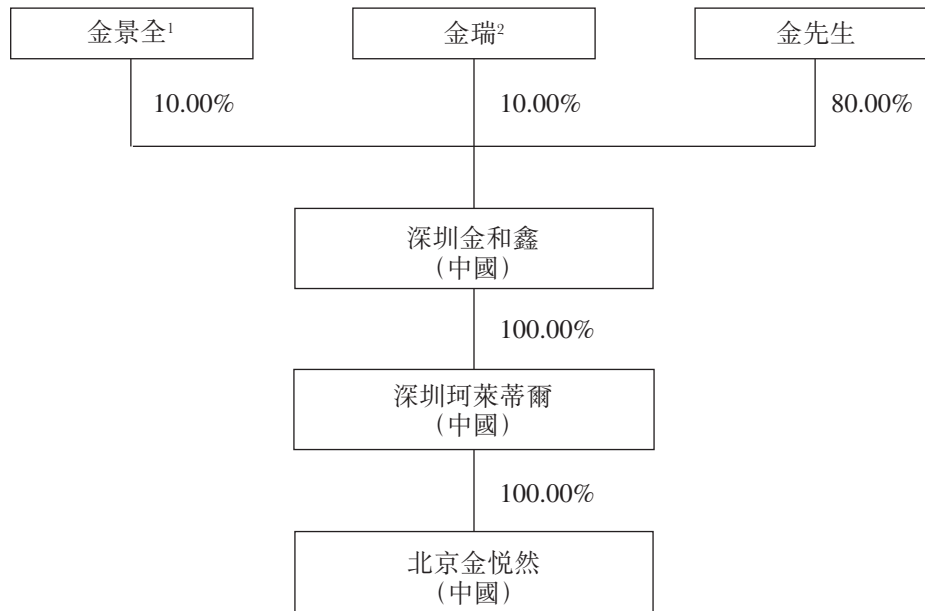 金景全¹
金瑞²
金先生
10.00%
10.00%
80.00%
深圳金和鑫
（中國）
100.00%
深圳珂萊蒂爾
（中國）
100.00%
北京金悦然
（中國）